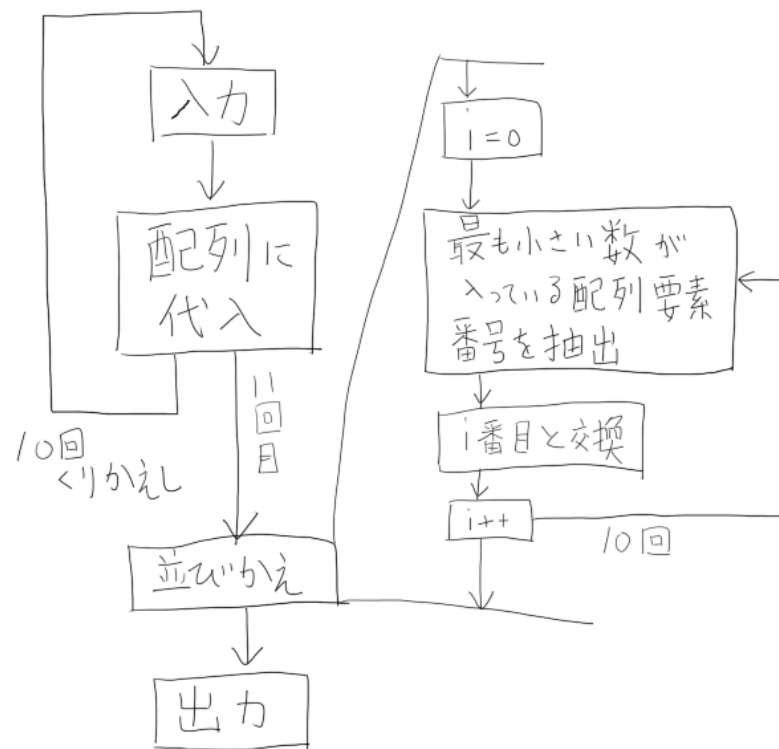 入力
配列に
代入
10回
くりかえし
11回目
並びかえ
出力
i=0
最も小さい数が
入っている配列要素
番号を抽出
i番目と交換
i++
10回